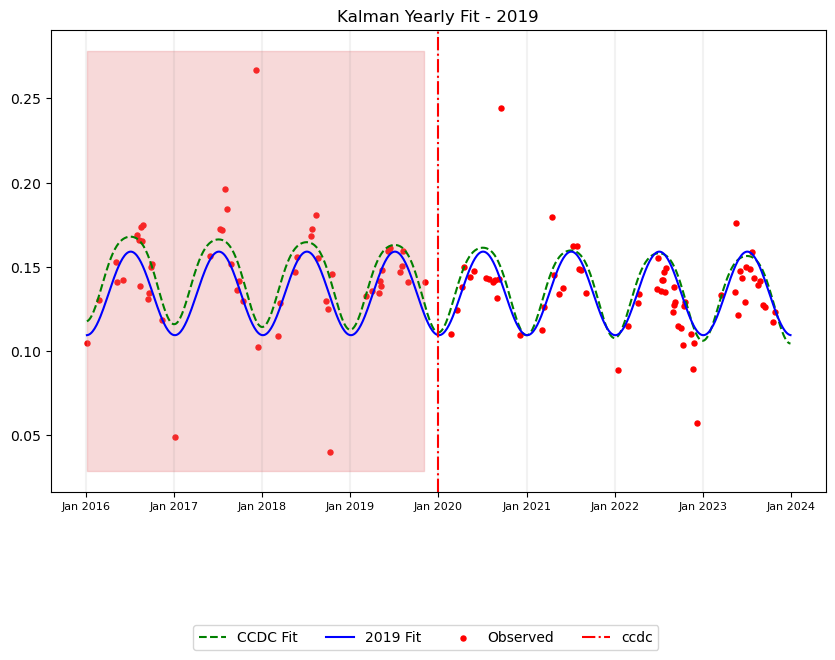 Kalman Yearly Fit - 2019
0.25
0.20
0.15
0.10
0.05
Jan 2016 Jan 2017 Jan 2018 Jan 2019 Jan 2020 Jan 2021 Jan 2022 Jan 2023 Jan 2024
CCDC Fit 2019 Fit Observed ccdc